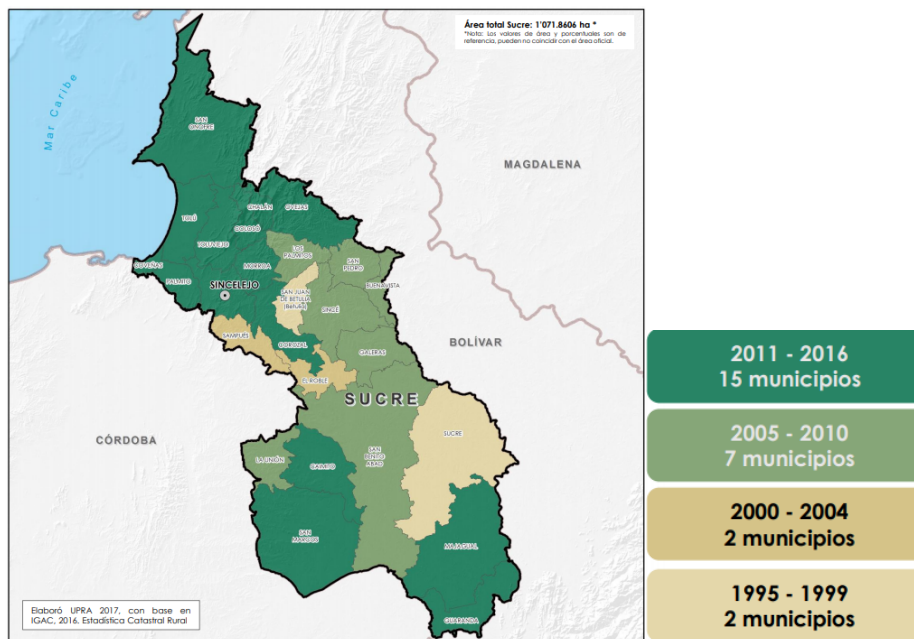 Área total Sucre: 1'071.8606 ha *
*Nota: Los valores de área y porcentuales son de
referencia, pueden no coincidir con el área oficial.
Mar Caribe
SAN
ONOFRE
MAGDALENA
CHALÁN
OVEJAS
TOLÚ
COLOSÓ
TOLUVIEJO
LOS
PALMITOS
SAN
PEDRO
COVEÑAS
MORROA
PALMITO
BUENAVISTA
SINCELEJO
SAN JUAN
DE BETULIA
(Betulia)
SINCÉ
SAMPUÉS
COROZAL
BOLÍVAR
GALERAS
EL ROBLE
SUCRE
CÓRDOBA
SUCRE
LA UNIÓN
CAIMITO
SAN
BENITO
ABAD
SAN
MARCOS
MAJAGUAL
GUARANDA
Elaboró UPRA 2017, con base en
IGAC, 2016. Estadística Catastral Rural
2011 - 2016
15 municipios
2005 - 2010
7 municipios
2000 - 2004
2 municipios
1995 - 1999
2 municipios